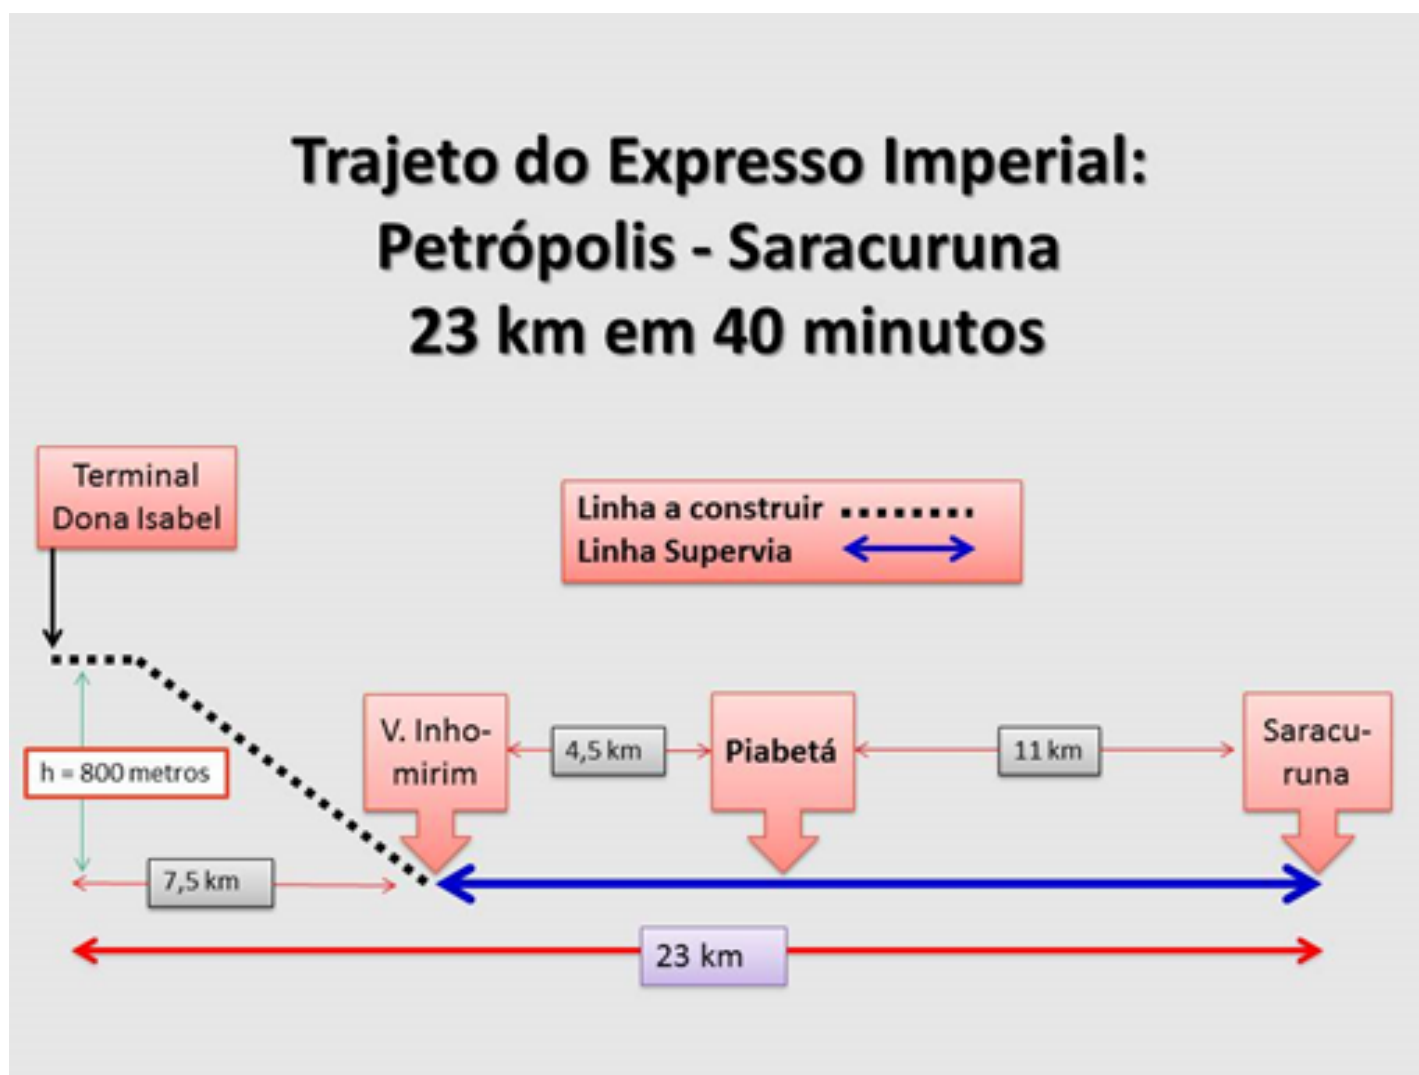 Trajeto do Expresso Imperial:
Petrópolis - Saracuruna
23 km em 40 minutos
Terminal
Dona Isabel
Linha a construir
Linha Supervia
V. Inho-
mirim
4,5 km
Piabetá
11 km
Saracu-
runa
h = 800 metros
7,5 km
23 km